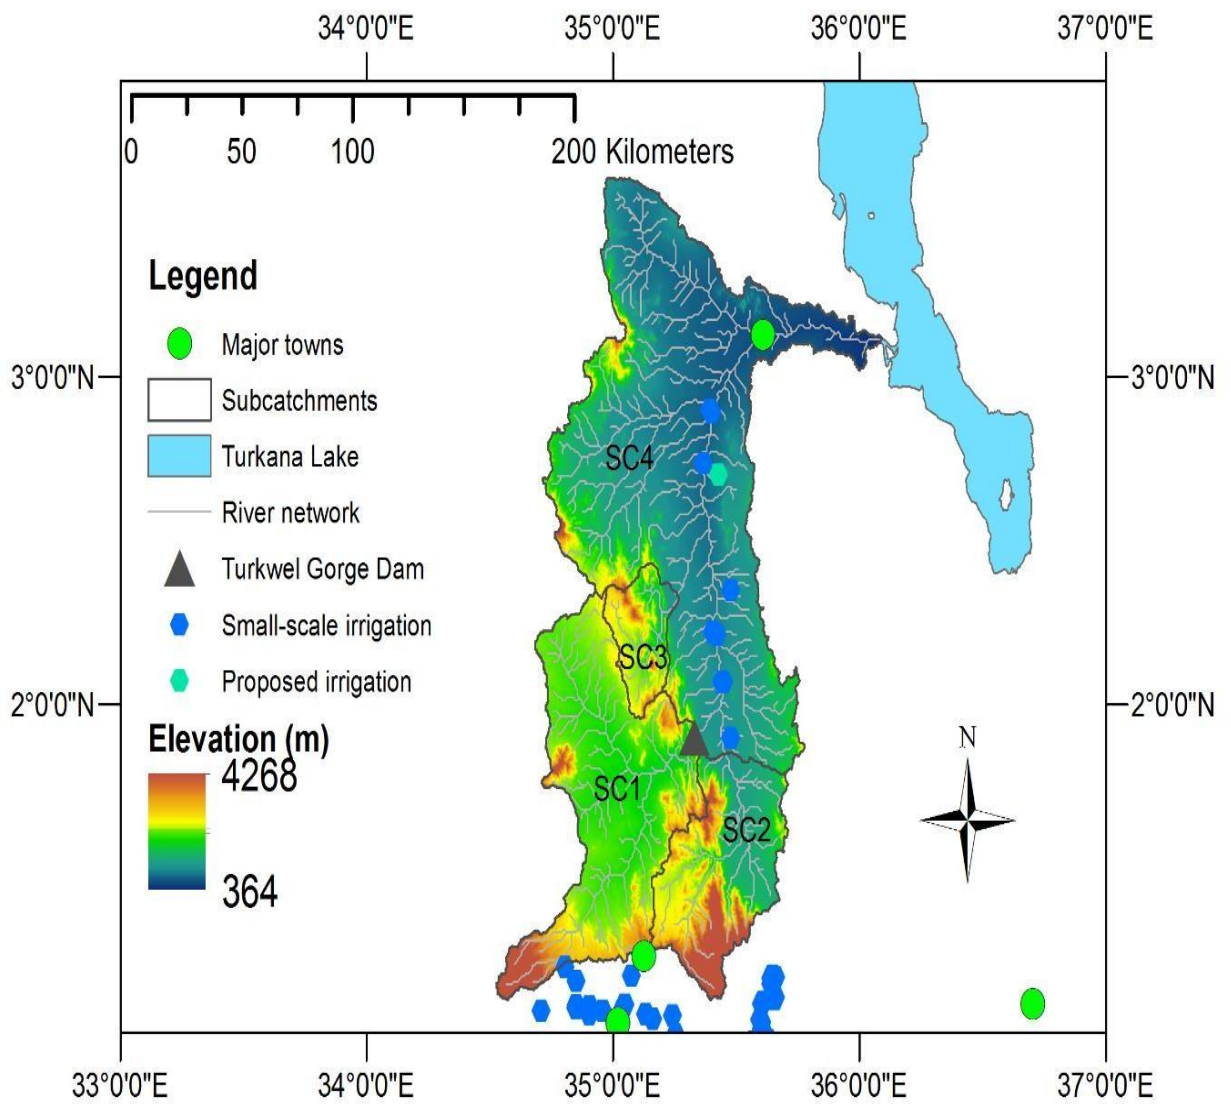 34°0'0"E 35°0'0"E 36°0'0"E 37°0'0"E
0 50 100 200 Kilometers
Legend
Major towns
Subcatchments
Turkana Lake
River network
Turkwel Gorge Dam
Small-scale irrigation
Proposed irrigation
Elevation (m)
4268
364
3°0'0"N 3°0'0"N
SC4
SC3
2°0'0"N 2°0'0"N
N
SC1
SC2
33°0'0"E 34°0'0"E 35°0'0"E 36°0'0"E 37°0'0"E